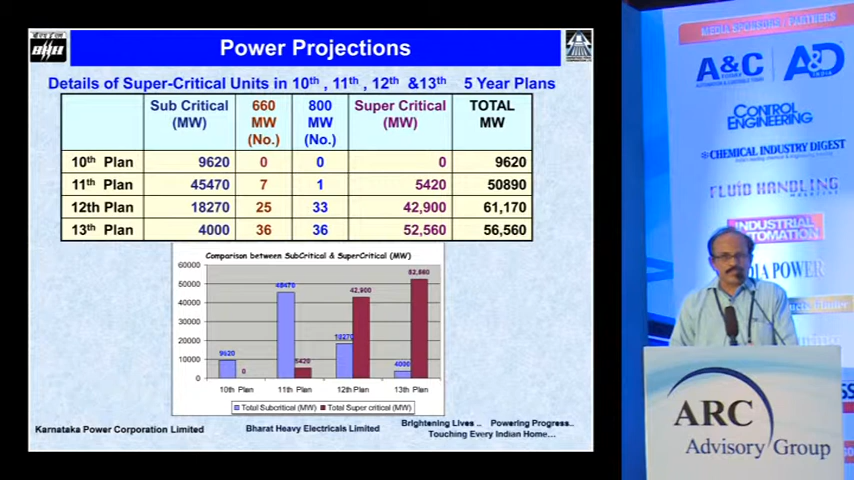 BHEL
Power Projections
Details of Super-Critical Units in 10th , 11th , 12th &13th 5 Year Plans
Sub Critical (MW) 660 MW (No.) 800 MW (No.) Super Critical (MW) TOTAL MW
10th Plan 9620 0 0 0 9620
11th Plan 45470 7 1 5420 50890
12th Plan 18270 25 33 42,900 61,170
13th Plan 4000 36 36 52,560 56,560
Comparison between SubCritical & SuperCritical (MW)
60000
50000
40000
30000
20000
10000
0
9620 0 45470 5420 18270 42,900 4000 52,560
10th Plan 11th Plan 12th Plan 13th Plan
Total Subcritical (MW) Total Super critical (MW)
Karnataka Power Corporation Limited
Bharat Heavy Electricals Limited
Brightening Lives .. Powering Progress..
Touching Every Indian Home...
MEDIA SPONSORS / PARTNERS
A&C
A&D
INDIA
CONTROL
ENGINEERING
CHEMICAL INDUSTRY DIGEST
FLUID HANDLING
INDUSTRIAL
AUTOMATION
POWER
ARC
Advisory Group